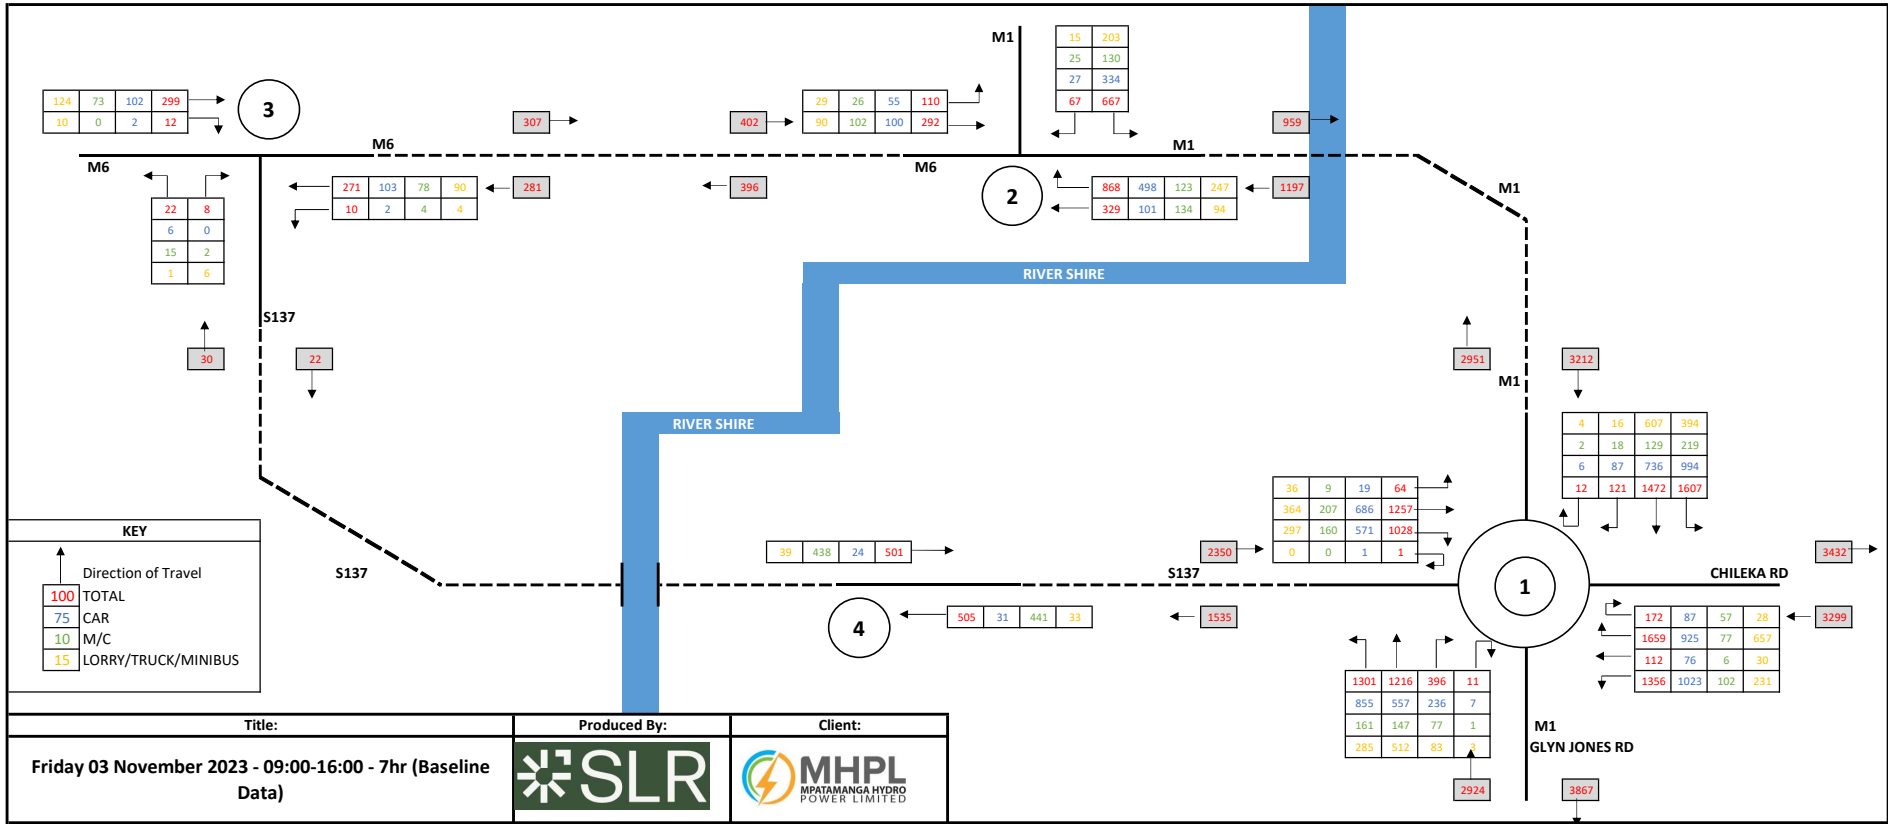 M1
15 203
25 130
27 334
67 667
124 73 102 299
10 0 2 12
3
307
402
29 26 55 110
90 102 100 292
959
M6
M6
M6
M1
22 8
6 0
15 2
1 6
271 103 78 90
10 2 4 4
281
396
2
868 498 123 247
329 101 134 94
1197
M1
RIVER SHIRE
S137
30
22
2951
3212
M1
RIVER SHIRE
4 16 607 394
2 18 129 219
6 87 736 994
12 121 1472 1607
36 9 19 64
364 207 686 1257
297 160 571 1028
0 0 1 1
KEY
Direction of Travel
100 TOTAL
75 CAR
10 M/C
15 LORRY/TRUCK/MINIBUS
S137
39 438 24 501
2350
S137
3432
CHILEKA RD
1
4
505 31 441 33
1535
172 87 57 28
1659 925 77 657
112 76 6 30
1356 1023 102 231
3299
1301 1216 396 11
855 557 236 7
161 147 77 1
285 512 83 3
M1
GLYN JONES RD
2924
3867
Title:
Produced By:
Client:
Friday 03 November 2023 - 09:00-16:00 - 7hr (Baseline
Data)
SLR
MHPL
MPATAMANGA HYDRO
POWER LIMITED